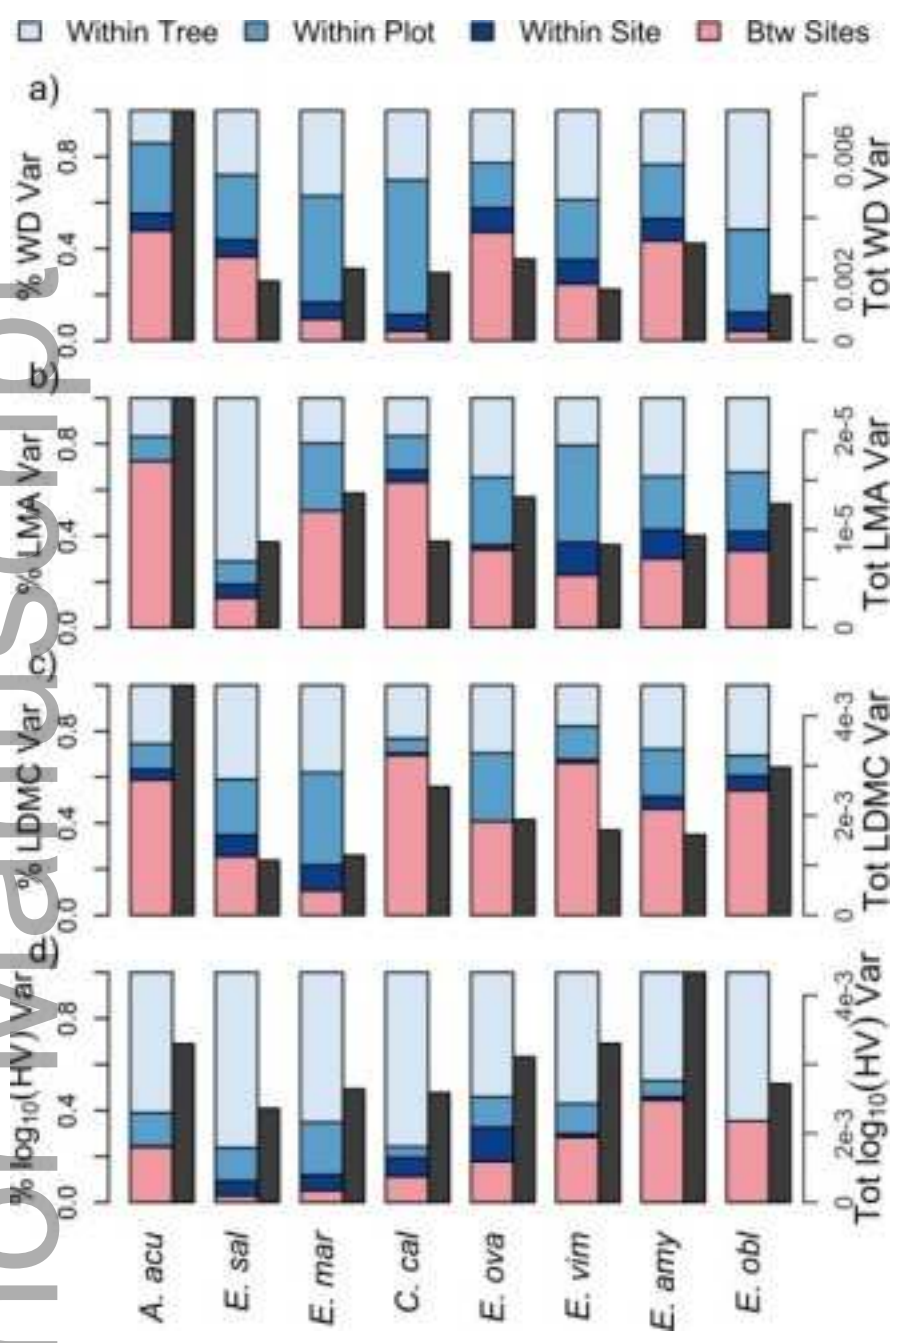 Within Tree Within Plot Within Site Btw Sites
a)
% WD Var
0.0 0.4 0.8
0 0.002 0.006
Tot WD Var
b)
% LMA Var
0.0 0.4 0.8
0 1e-5 2e-5
Tot LMA Var
c)
% LDMC Var
0.0 0.4 0.8
0 2e-3 4e-3
Tot LDMC Var
d)
% log10(HV) Var
0.0 0.4 0.8
0 2e-3 4e-3
Tot log10(HV) Var
A. acu E. sal E. mar C. cal E. ova E. vim E. amy E. obl